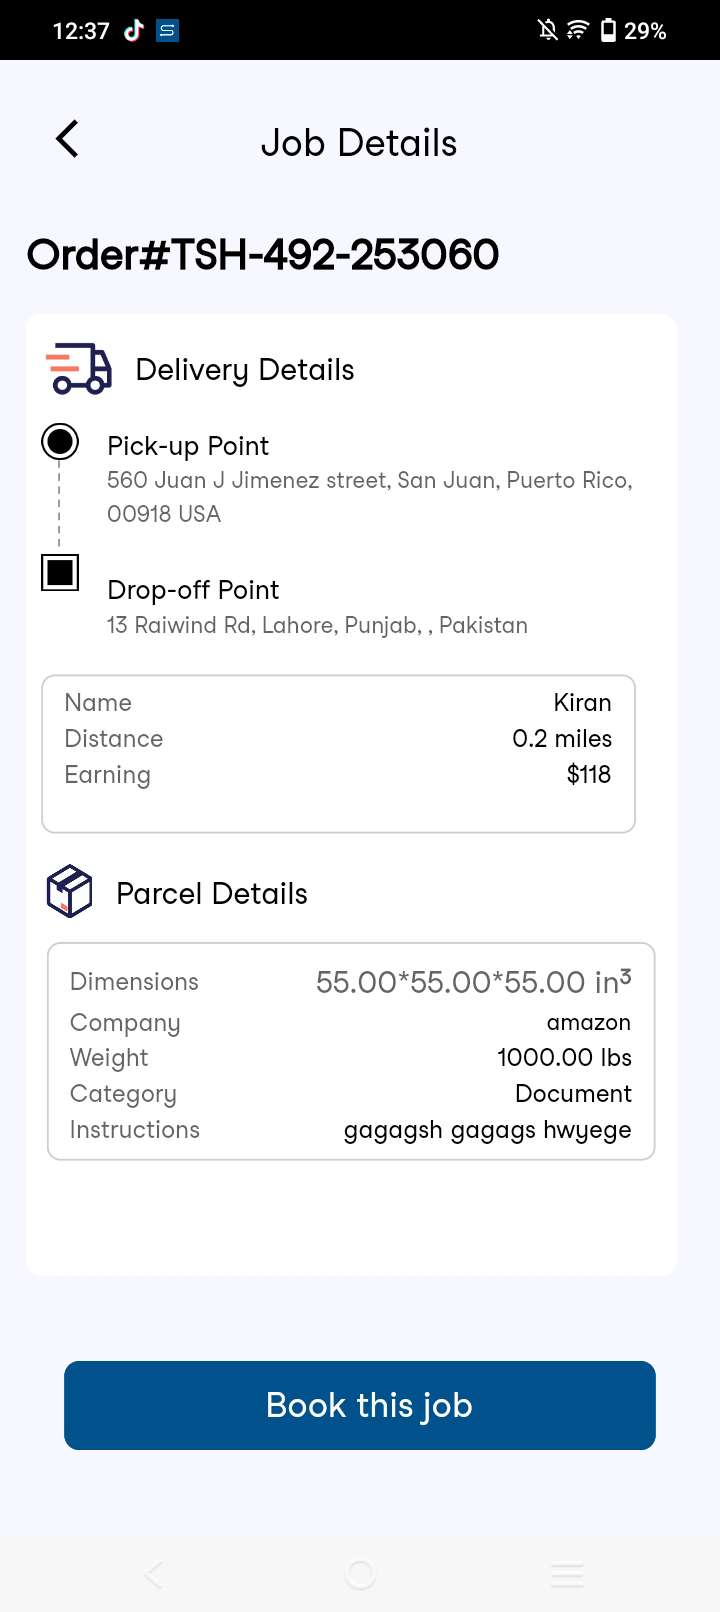 12:37 29%
Job Details
Order#TSH-492-253060
Delivery Details
Pick-up Point
560 Juan J Jimenez street, San Juan, Puerto Rico,
00918 USA
Drop-off Point
13 Raiwind Rd, Lahore, Punjab, , Pakistan
Name Kiran
Distance 0.2 miles
Earning $118
Parcel Details
Dimensions 55.00*55.00*55.00 in³
Company amazon
Weight 1000.00 lbs
Category Document
Instructions gagagsh gagags hwyege
Book this job